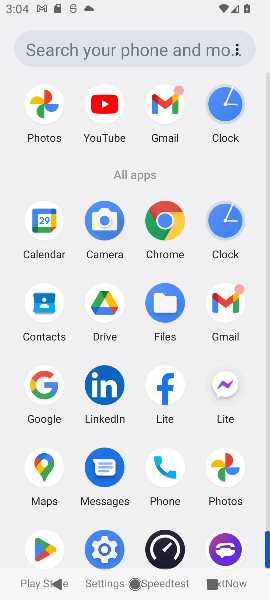 3:04
Search your phone and mo...
Photos YouTube Gmail Clock
All apps
29
Calendar Camera Chrome Clock
Contacts Drive Files Gmail
Google LinkedIn Lite Lite
Maps Messages Phone Photos
Play Store Settings Speedtest TextNow